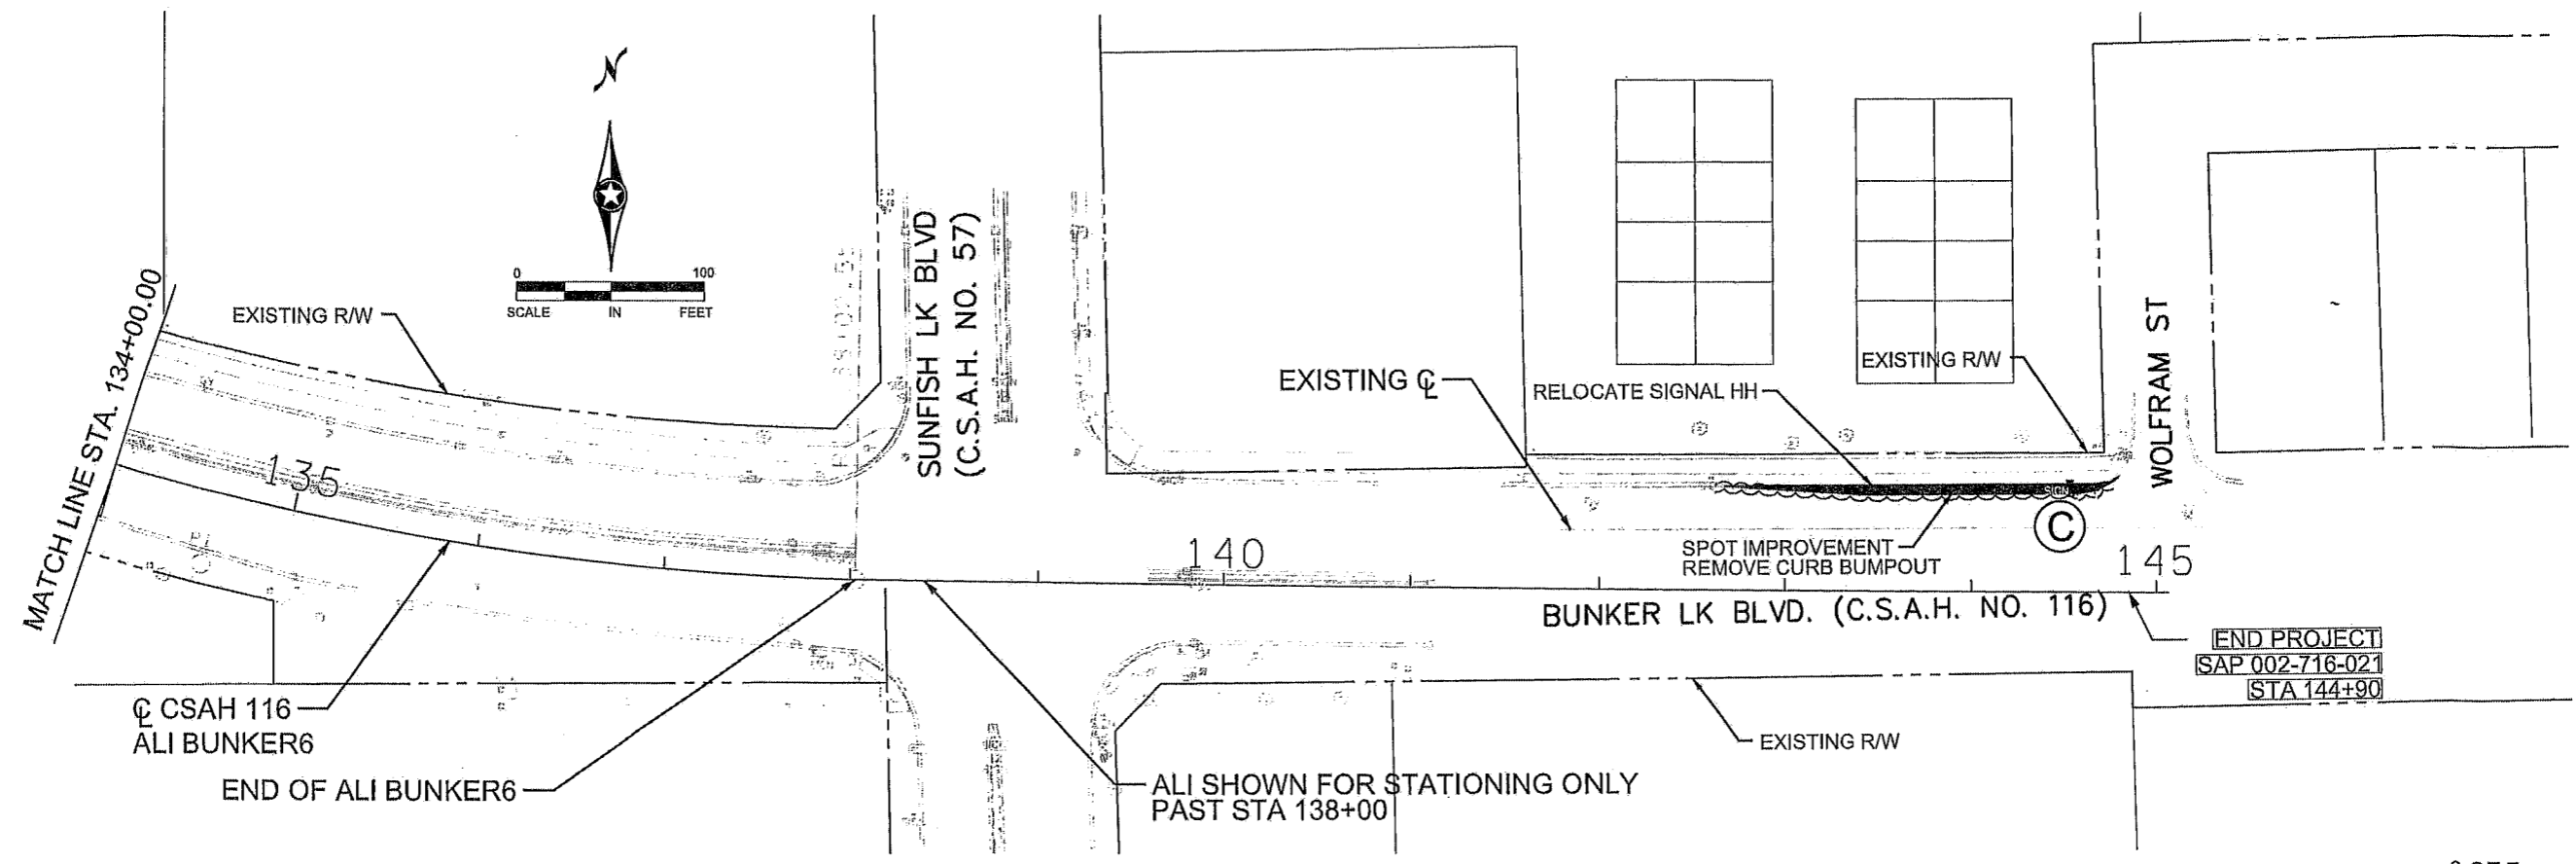 N
0 100
SCALE IN FEET
MATCH LINE STA. 134+00.00
EXISTING R/W
135
SUNFISH LK BLVD
(C.S.A.H. NO. 57)
EXISTING ℄
RELOCATE SIGNAL HH
EXISTING R/W
WOLFRAM ST
C
SPOT IMPROVEMENT
REMOVE CURB BUMPOUT
140
145
BUNKER LK BLVD. (C.S.A.H. NO. 116)
END PROJECT
SAP 002-716-021
STA 144+90
℄ CSAH 116
ALI BUNKER6
END OF ALI BUNKER6
ALI SHOWN FOR STATIONING ONLY
PAST STA 138+00
EXISTING R/W